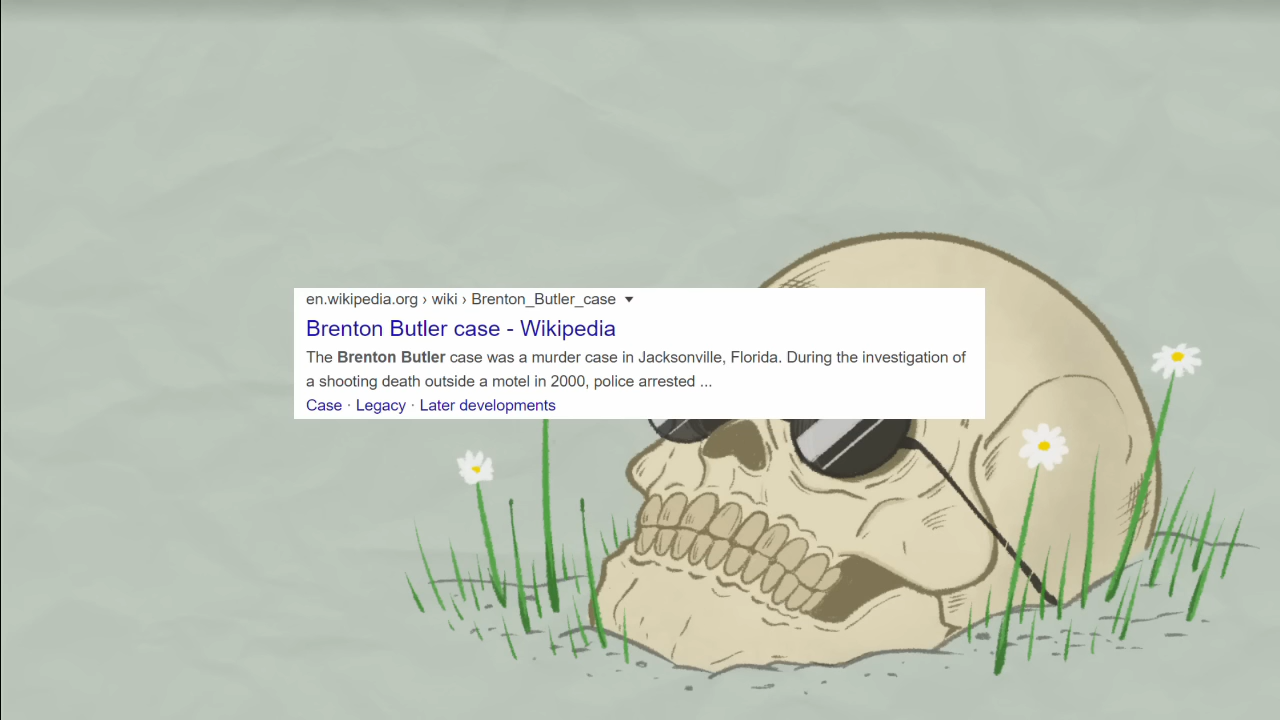 en.wikipedia.org › wiki › Brenton_Butler_case
Brenton Butler case - Wikipedia
The Brenton Butler case was a murder case in Jacksonville, Florida. During the investigation of
a shooting death outside a motel in 2000, police arrested ...
Case · Legacy · Later developments